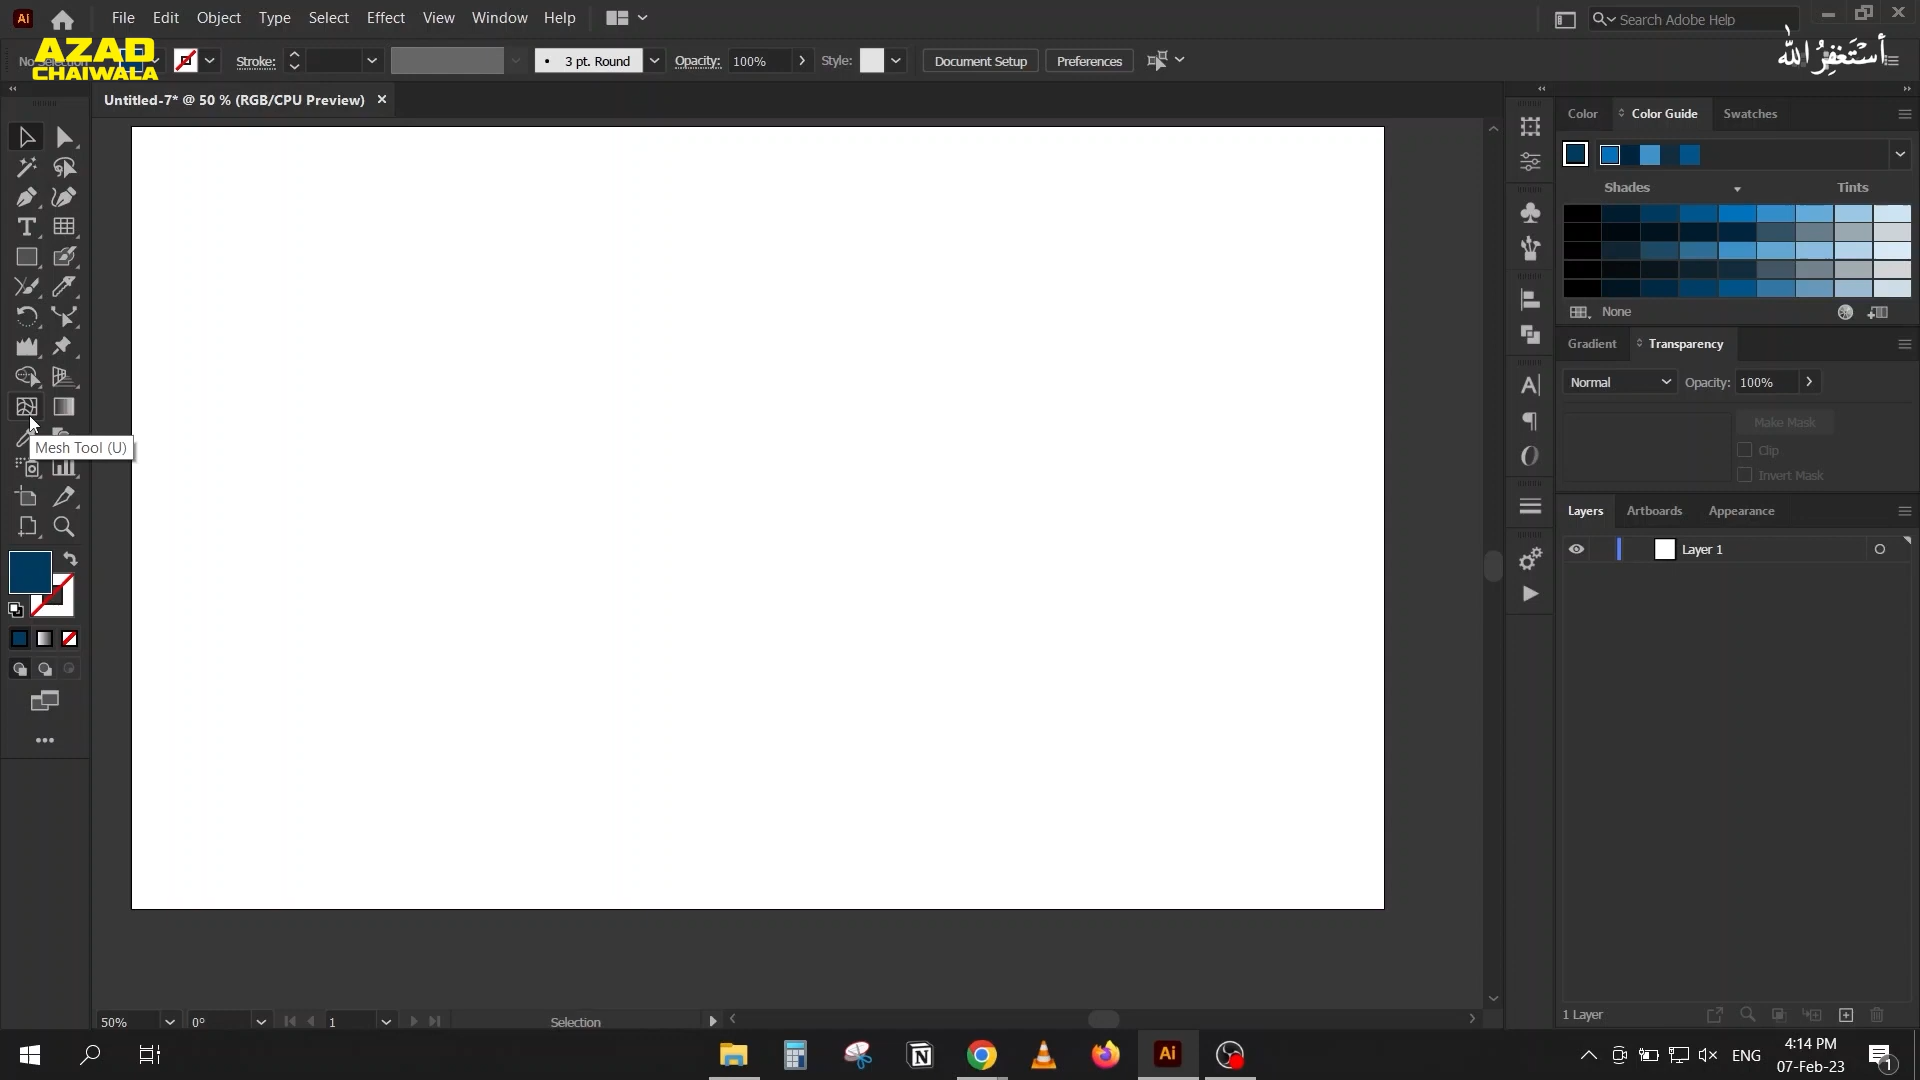 Ai File Edit Object Type Select Effect View Window Help Search Adobe Help
AZAD
CHAIWALA
أستغفر الله
Stroke: 3 pt. Round Opacity: 100% Style: Document Setup Preferences
Untitled-7* @ 50 % (RGB/CPU Preview)
Color Color Guide Swatches
Shades Tints
None
Gradient Transparency
Normal Opacity: 100%
Make Mask
Clip
Invert Mask
Mesh Tool (U)
Layers Artboards Appearance
Layer 1
1 Layer
50% 0° 1 Selection
Ai ENG 4:14 PM
07-Feb-23
1